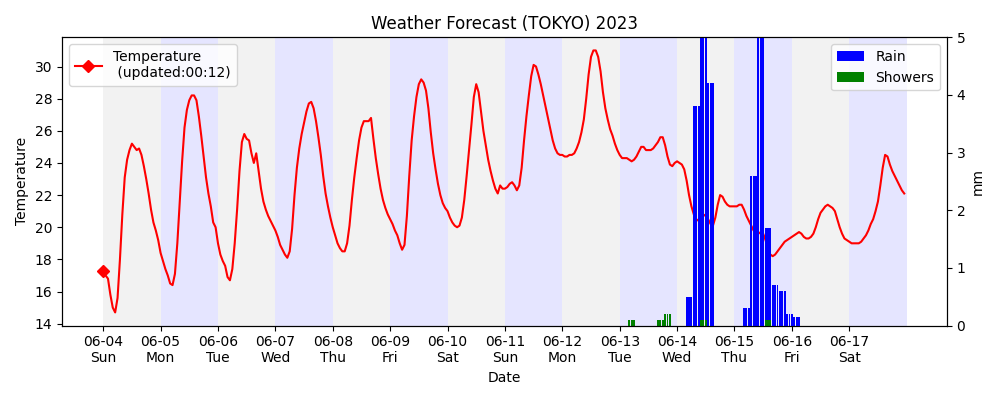 Weather Forecast (TOKYO) 2023
Temperature
(updated:00:12)
Rain
Showers
Temperature
30
28
26
24
22
20
18
16
14
5
4
3
2
1
0
mm
06-04 06-05 06-06 06-07 06-08 06-09 06-10 06-11 06-12 06-13 06-14 06-15 06-16 06-17
Sun Mon Tue Wed Thu Fri Sat Sun Mon Tue Wed Thu Fri Sat
Date